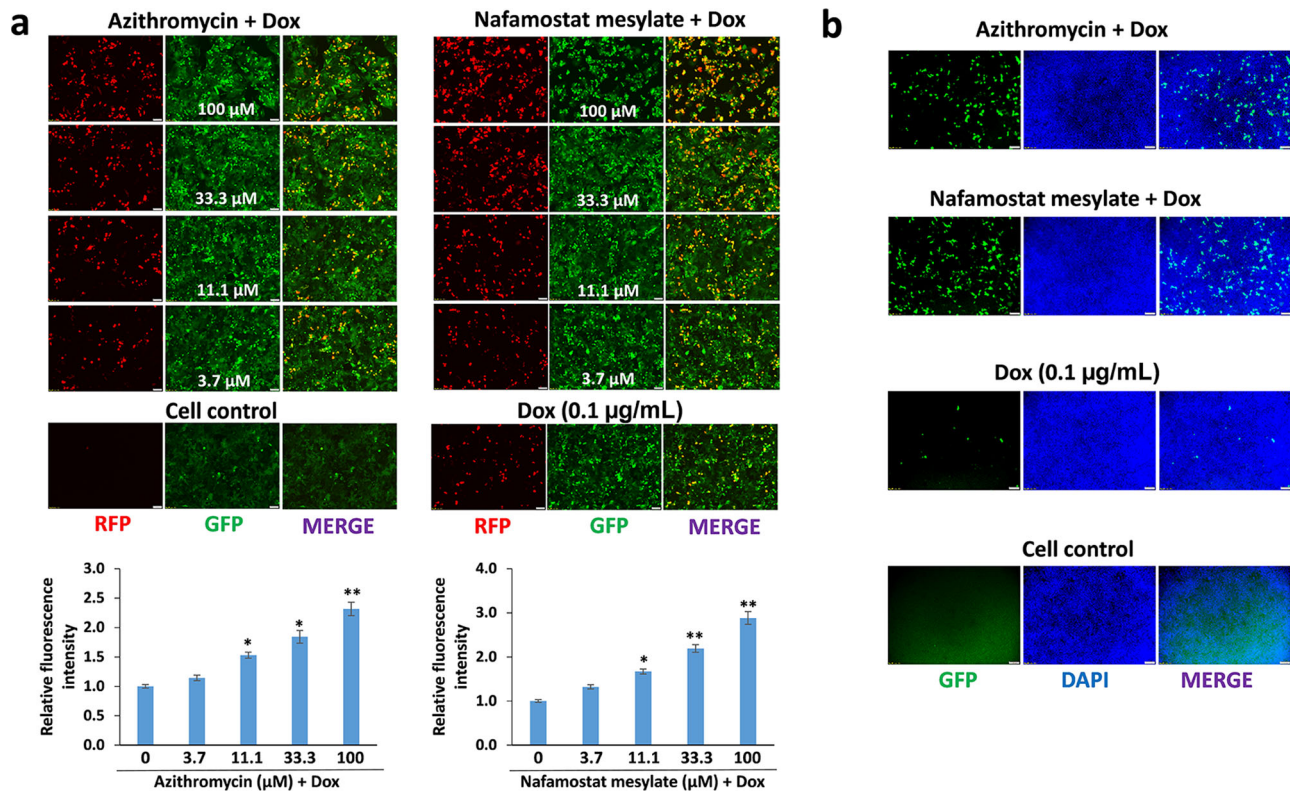 a
Azithromycin + Dox
100 µM
33.3 µM
11.1 µM
3.7 µM
Cell control
RFP GFP MERGE
Relative fluorescence
intensity
3.0
2.5
2.0
1.5
1.0
0.5
0.0
* * **
0 3.7 11.1 33.3 100
Azithromycin (µM) + Dox
Nafamostat mesylate + Dox
100 µM
33.3 µM
11.1 µM
3.7 µM
Dox (0.1 µg/mL)
RFP GFP MERGE
Relative fluorescence
intensity
4.0
3.0
2.0
1.0
0.0
* ** **
0 3.7 11.1 33.3 100
Nafamostat mesylate (µM) + Dox
b
Azithromycin + Dox
Nafamostat mesylate + Dox
Dox (0.1 µg/mL)
Cell control
GFP DAPI MERGE